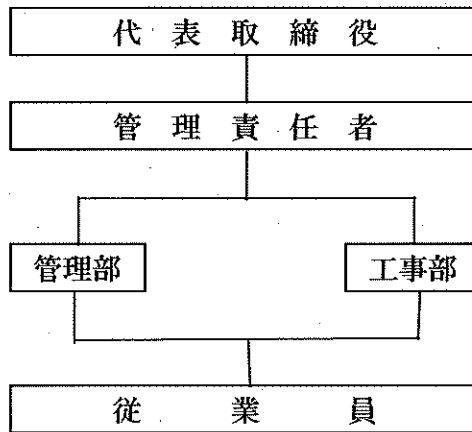 代表取締役
管理責任者
管理部 工事部
従業員